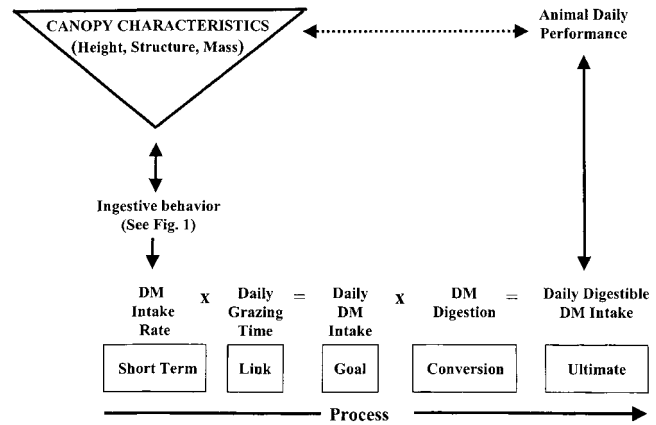 CANOPY CHARACTERISTICS
(Height, Structure, Mass)
Animal Daily
Performance
Ingestive behavior
(See Fig. 1)
DM
Intake
Rate
x
Daily
Grazing
Time
=
Daily
DM
Intake
x
DM
Digestion
=
Daily Digestible
DM Intake
Short Term
Link
Goal
Conversion
Ultimate
Process